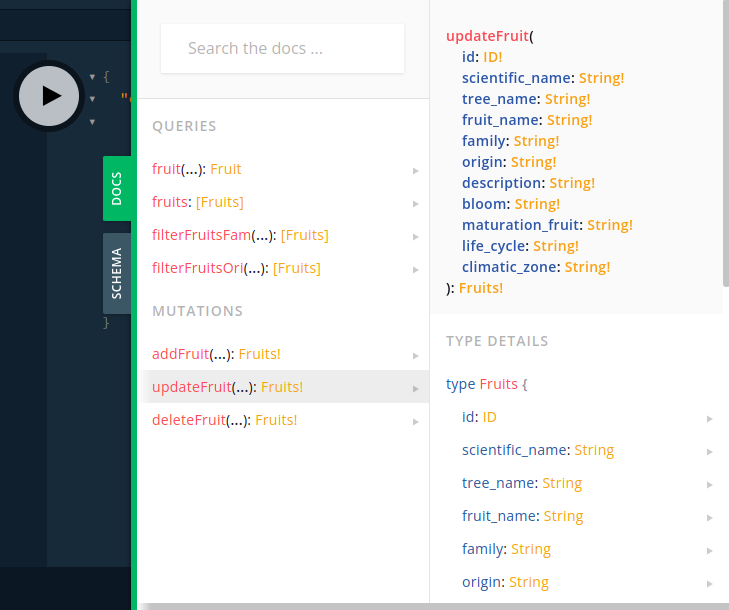 {
"
}
DOCS
SCHEMA
Search the docs ...
QUERIES
fruit(...): Fruit
fruits: [Fruits]
filterFruitsFam(...): [Fruits]
filterFruitsOri(...): [Fruits]
MUTATIONS
addFruit(...): Fruits!
updateFruit(...): Fruits!
deleteFruit(...): Fruits!
updateFruit(
id: ID!
scientific_name: String!
tree_name: String!
fruit_name: String!
family: String!
origin: String!
description: String!
bloom: String!
maturation_fruit: String!
life_cycle: String!
climatic_zone: String!
): Fruits!
TYPE DETAILS
type Fruits {
id: ID
scientific_name: String
tree_name: String
fruit_name: String
family: String
origin: String